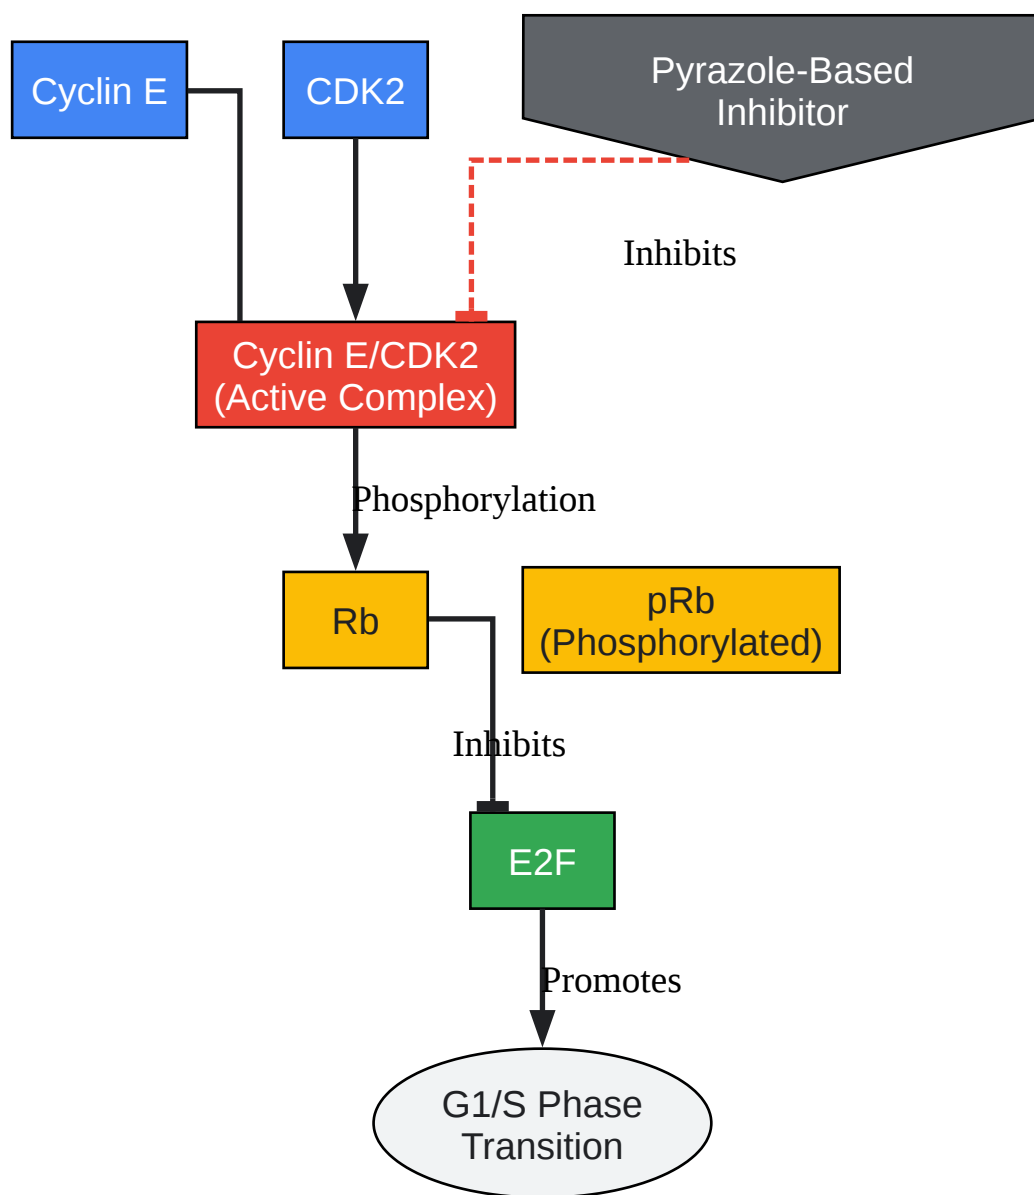 Cyclin E
CDK2
Pyrazole-Based
Inhibitor
Inhibits
Cyclin E/CDK2
(Active Complex)
Phosphorylation
Rb
pRb
(Phosphorylated)
Inhibits
E2F
Promotes
G1/S Phase
Transition